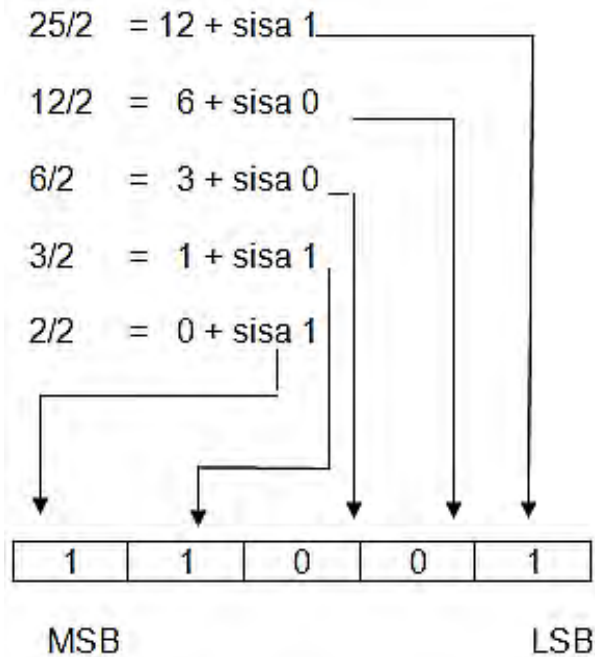 25/2 = 12 + sisa 1
12/2 = 6 + sisa 0
6/2 = 3 + sisa 0
3/2 = 1 + sisa 1
2/2 = 0 + sisa 1
1 1 0 0 1
MSB LSB